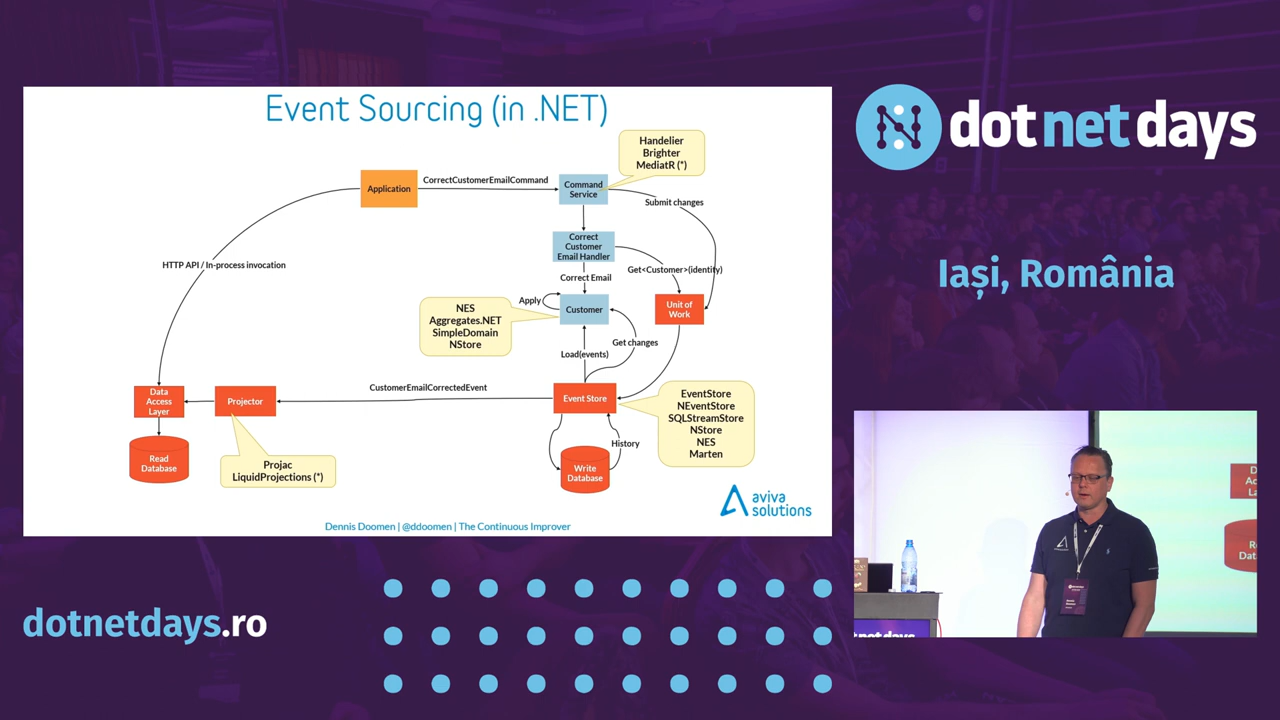 Event Sourcing (in .NET)
Handelier
Brighter
MediatR (*)
Application
CorrectCustomerEmailCommand
Command
Service
Submit changes
Correct
Customer
Email Handler
HTTP API / In-process invocation
Get<Customer>(identity)
Correct Email
Apply
Customer
Unit of
Work
NES
Aggregates.NET
SimpleDomain
NStore
Get changes
Load(events)
Data
Access
Layer
Projector
CustomerEmailCorrectedEvent
Event Store
EventStore
NEventStore
SQLStreamStore
NStore
NES
Marten
History
Read
Database
Projac
LiquidProjections (*)
Write
Database
aviva
solutions
Dennis Doomen | @ddoomen | The Continuous Improver
dotnetdays
Iași, România
dotnetdays.ro